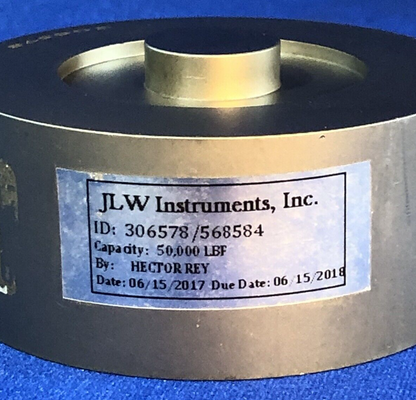 JLW Instruments, Inc.
ID: 306578/568584
Capacity: 50,000 LBF
By: HECTOR REY
Date: 06/15/2017 Due Date: 06/15/2018